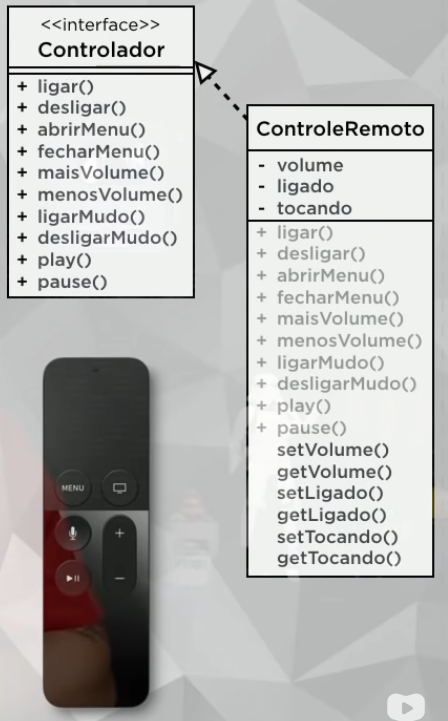 <<interface>>
Controlador
+ ligar()
+ desligar()
+ abrirMenu()
+ fecharMenu()
+ maisVolume()
+ menosVolume()
+ ligarMudo()
+ desligarMudo()
+ play()
+ pause()
ControleRemoto
- volume
- ligado
- tocando
+ ligar()
+ desligar()
+ abrirMenu()
+ fecharMenu()
+ maisVolume()
+ menosVolume()
+ ligarMudo()
+ desligarMudo()
+ play()
+ pause()
setVolume()
getVolume()
setLigado()
getLigado()
setTocando()
getTocando()
MENU
+
−